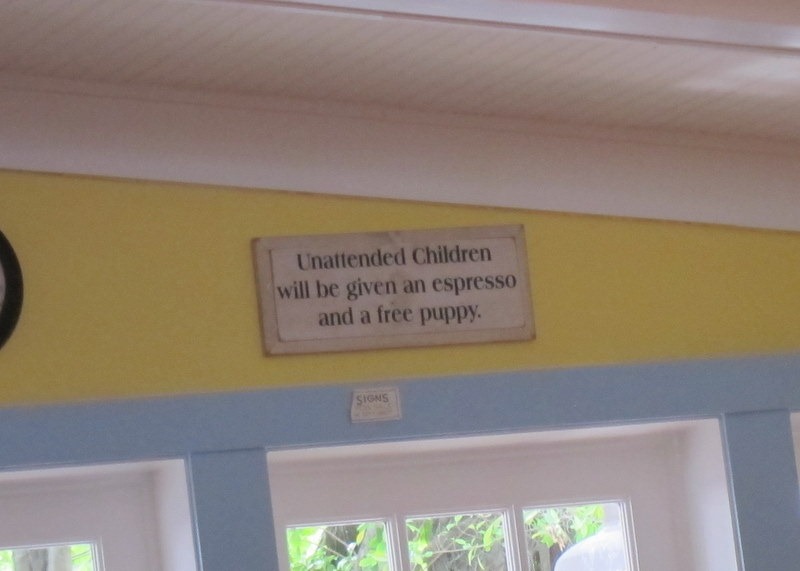 Unattended Children
will be given an espresso
and a free puppy.
SIGNS